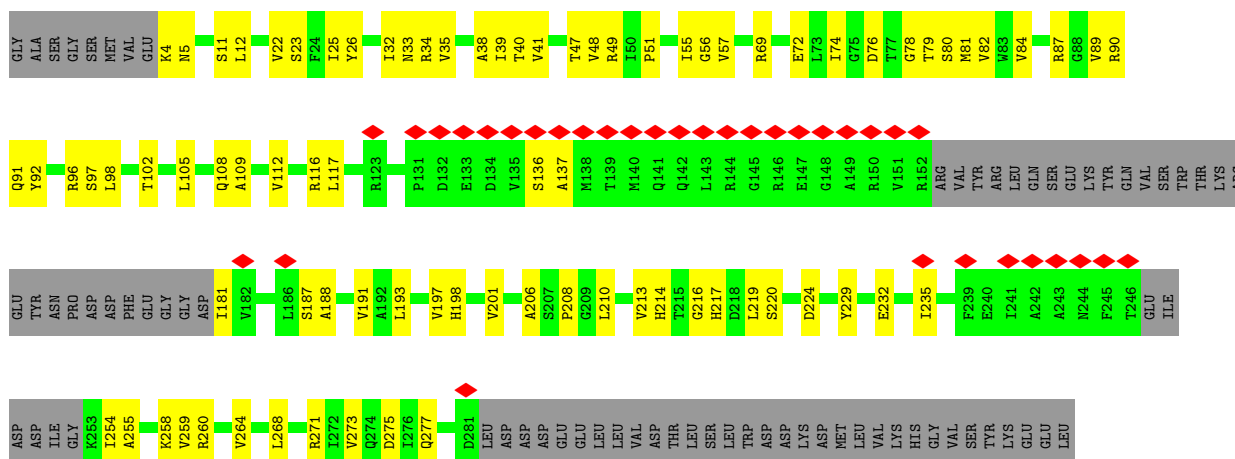 GLY ALA SER GLY SER MET VAL GLU K4 N5 S11 L12 V22 S23 F24 I25 Y26 I32 N33 R34 V35 A38 I39 T40 V41 T47 V48 R49 I50 P51 I55 G56 V57 R69 E72 L73 I74 G75 D76 T77 G78 T79 S80 M81 V82 W83 V84 R87 G88 V89 R90
Q91 Y92 R96 S97 L98 T102 L105 Q108 A109 V112 R116 L117 R123 P131 D132 E133 D134 V135 S136 A137 M138 T139 M140 Q141 Q142 L143 R144 G145 R146 E147 G148 A149 R150 V151 R152 ARG VAL TYR ARG LEU GLN SER GLU LYS TYR GLN VAL SER TRP THR LYS ARG
GLU TYR ASN PRO ASP ASP PHE GLU GLY GLY ASP I181 V182 L186 S187 A188 V191 A192 L193 V197 H198 V201 A206 S207 P208 G209 L210 V213 H214 T215 G216 H217 D218 L219 S220 D224 Y229 E232 I235 F239 E240 I241 A242 A243 N244 F245 T246 GLU ILE
ASP ASP ILE GLY K253 I254 A255 K258 V259 R260 V264 L268 R271 I272 V273 Q274 D275 I276 Q277 D281 LEU ASP ASP ASP GLU GLU LEU LEU VAL ASP THR LEU SER LEU TRP ASP ASP LYS ASP MET LEU VAL LYS HIS GLY VAL SER TYR LYS GLU GLU LEU